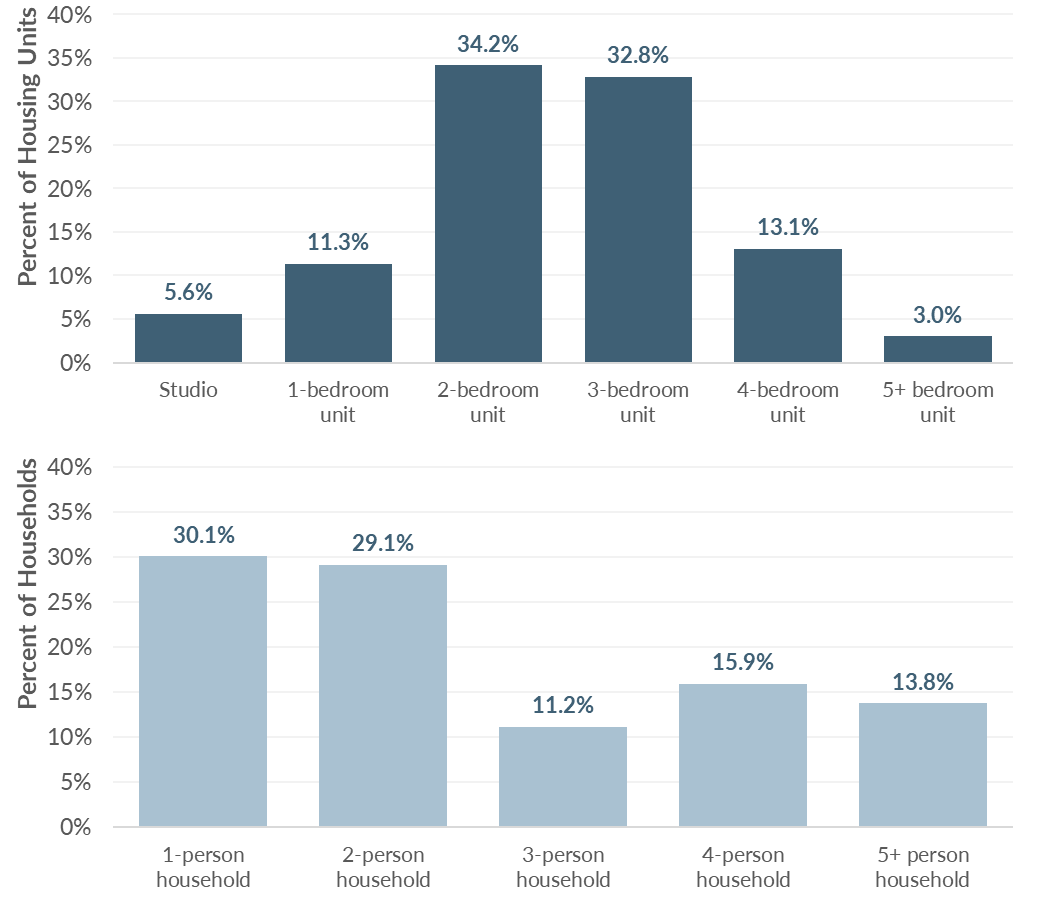 Percent of Housing Units
40%
35%
30%
25%
20%
15%
10%
5%
0%
5.6%
11.3%
34.2%
32.8%
13.1%
3.0%
Studio
1-bedroom
unit
2-bedroom
unit
3-bedroom
unit
4-bedroom
unit
5+ bedroom
unit
Percent of Households
40%
35%
30%
25%
20%
15%
10%
5%
0%
30.1%
29.1%
11.2%
15.9%
13.8%
1-person
household
2-person
household
3-person
household
4-person
household
5+ person
household